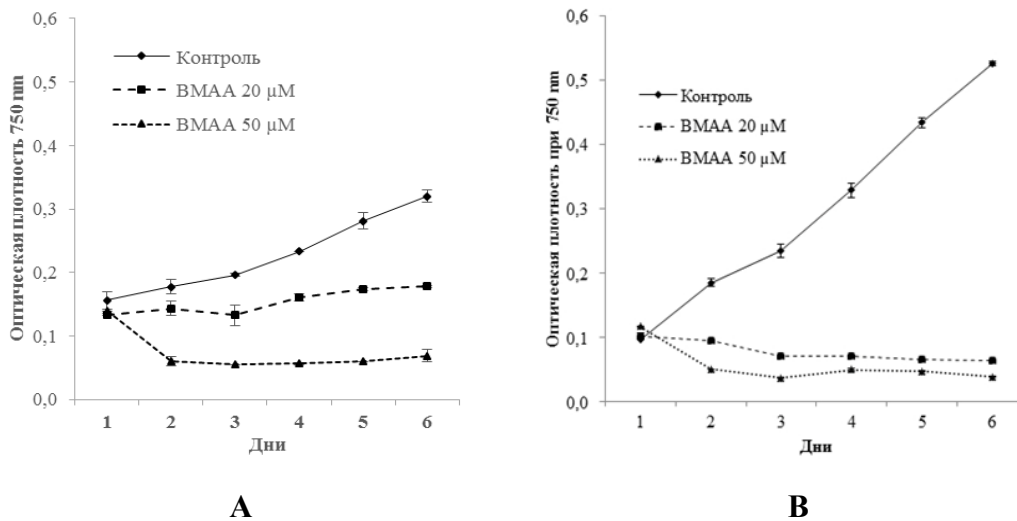 0,6
0,5
0,4
0,3
0,2
0,1
0,0
Оптическая плотность 750 nm
Контроль
BMAA 20 µM
BMAA 50 µM
1 2 3 4 5 6
Дни
A
0,6
0,5
0,4
0,3
0,2
0,1
0,0
Оптическая плотность при 750 nm
Контроль
BMAA 20 µM
BMAA 50 µM
1 2 3 4 5 6
Дни
B